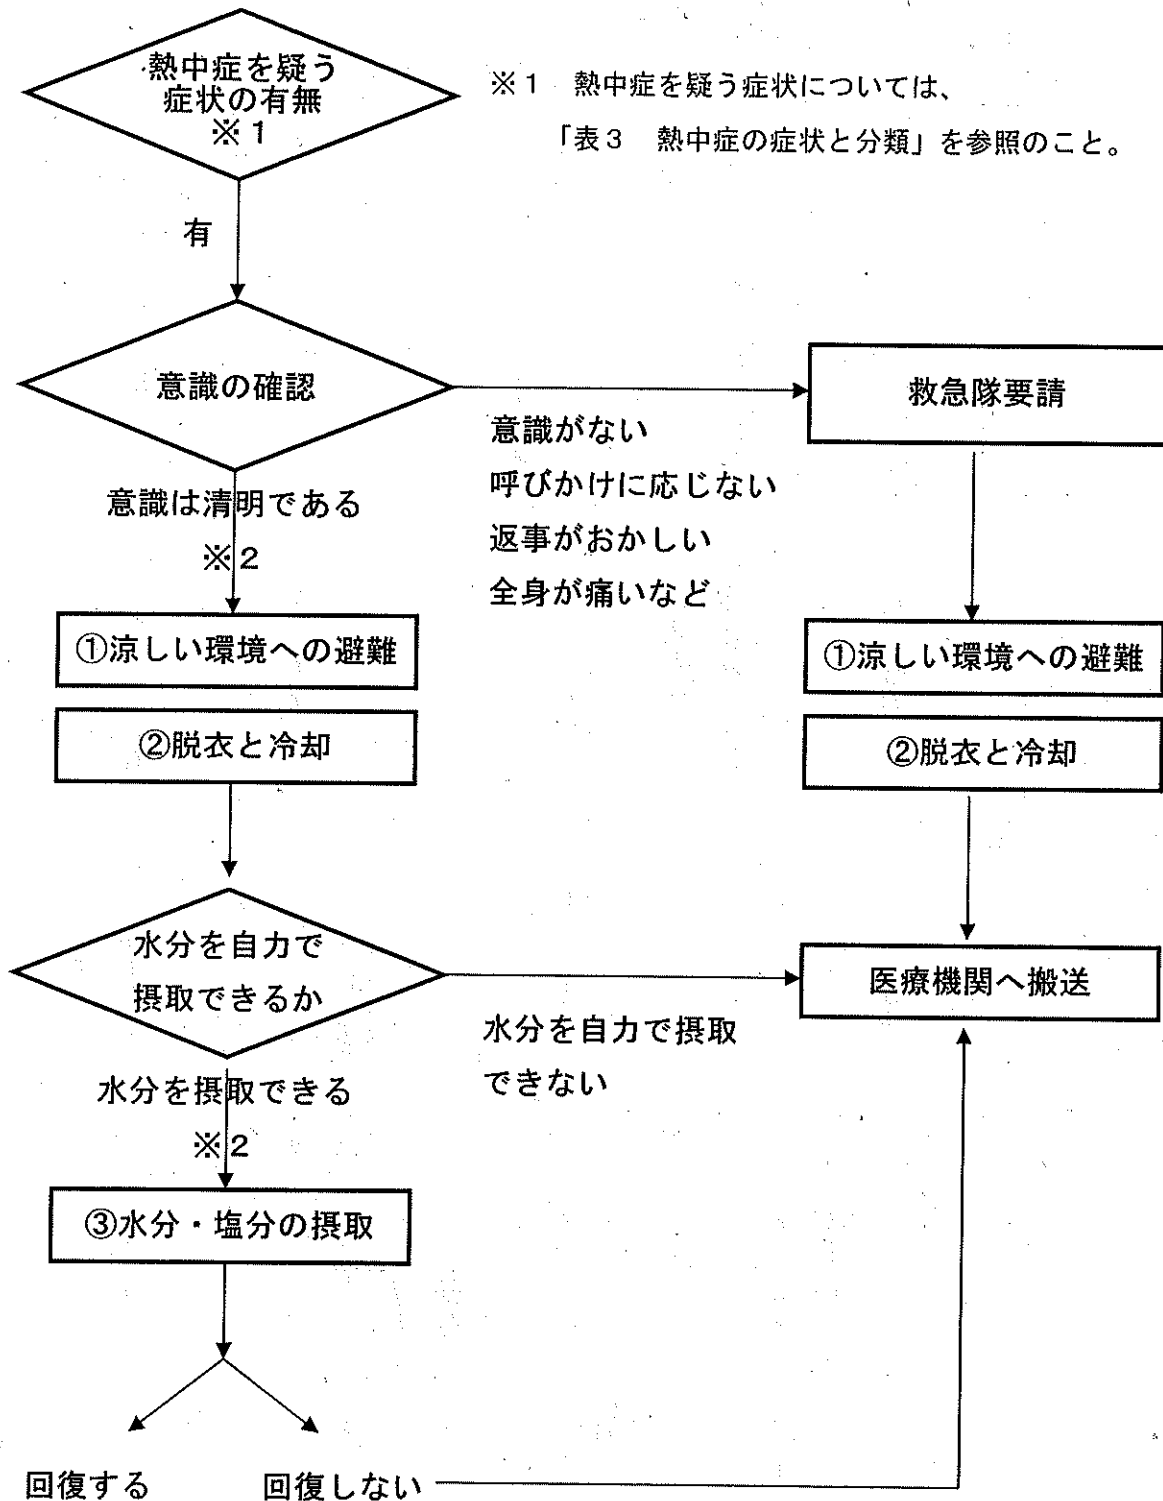 熱中症を疑う
症状の有無
※１
※１　熱中症を疑う症状については、
「表３　熱中症の症状と分類」を参照のこと。
有
意識の確認
救急隊要請
意識がない
呼びかけに応じない
返事がおかしい
全身が痛いなど
意識は清明である
※２
①涼しい環境への避難
①涼しい環境への避難
②脱衣と冷却
②脱衣と冷却
水分を自力で
摂取できるか
医療機関へ搬送
水分を自力で摂取
できない
水分を摂取できる
※２
③水分・塩分の摂取
回復する
回復しない